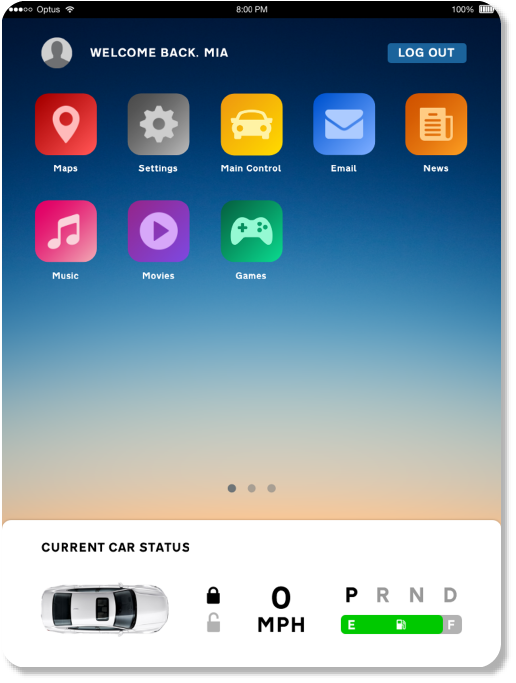 Optus 8:00 PM 100%
WELCOME BACK. MIA LOG OUT
Maps Settings Main Control Email News
Music Movies Games
CURRENT CAR STATUS
0 P R N D
MPH E F